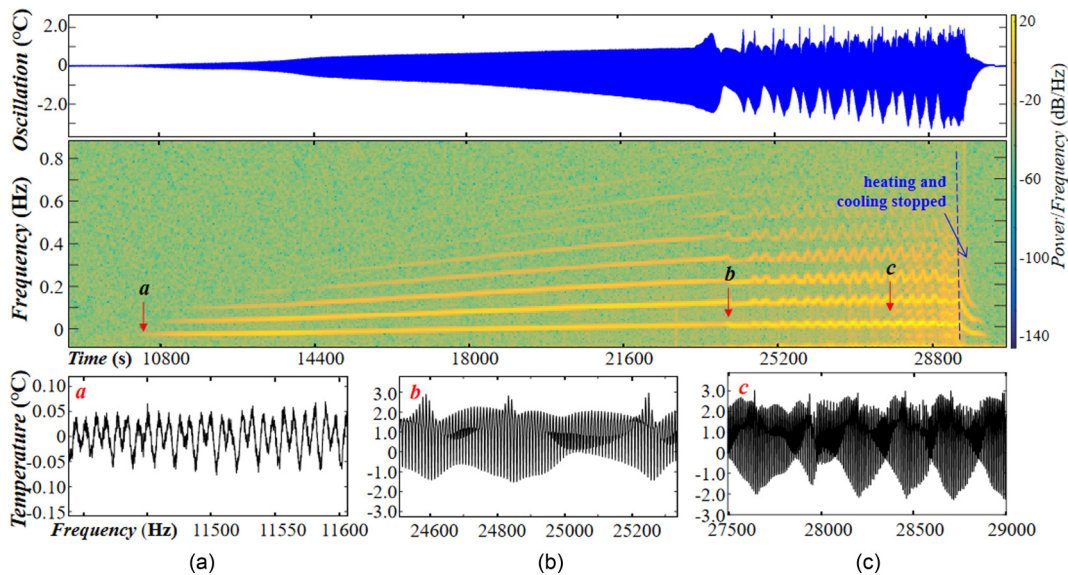 Oscillation (°C)
2.0
0
-2.0
20
-20
-60
-100
-140
Power/Frequency (dB/Hz)
Frequency (Hz)
0.8
0.6
0.4
0.2
0
a
b
c
heating and
cooling stopped
Time (s)
10800
14400
18000
21600
25200
28800
Temperature (°C)
0.10
0.05
0
-0.05
-0.10
-0.15
a
Frequency (Hz)
11500
11550
11600
3.0
2.0
1.0
0
-1.0
-2.0
-3.0
b
24600
24800
25000
25200
3.0
2.0
1.0
0
-1.0
-2.0
-3.0
c
27500
28000
28500
29000
(a)
(b)
(c)